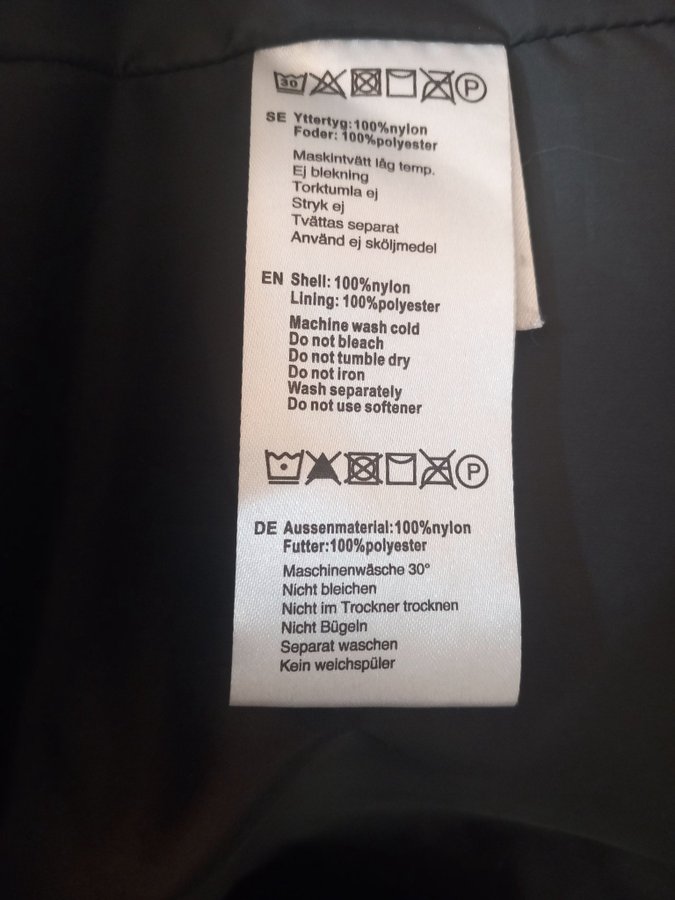 30
P
SE Yttertyg:100%nylon
Foder: 100%polyester
Maskintvätt låg temp.
Ej blekning
Torktumla ej
Stryk ej
Tvättas separat
Använd ej sköljmedel
EN Shell: 100%nylon
Lining: 100%polyester
Machine wash cold
Do not bleach
Do not tumble dry
Do not iron
Wash separately
Do not use softener
P
DE Aussenmaterial:100%nylon
Futter:100%polyester
Maschinenwäsche 30°
Nicht bleichen
Nicht im Trockner trocknen
Nicht Bügeln
Separat waschen
Kein weichspüler